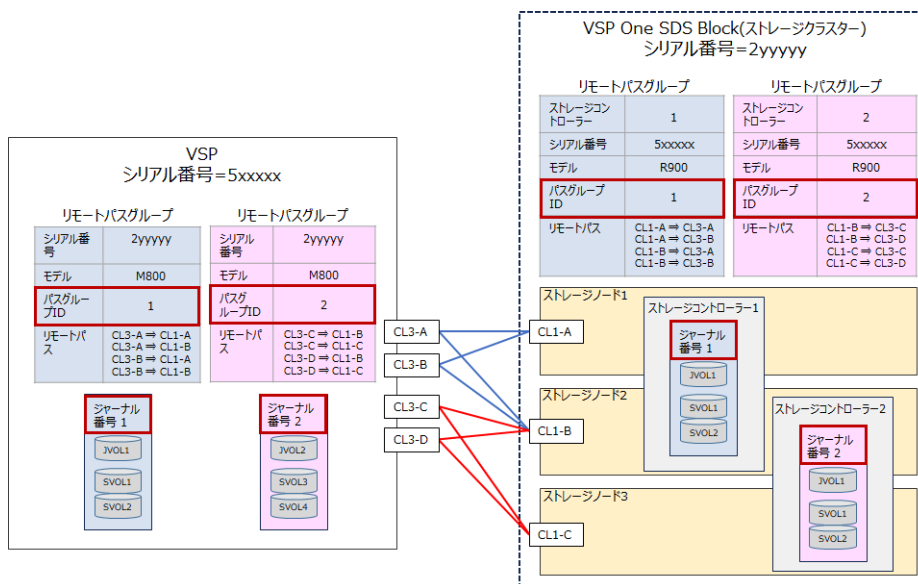 VSP One SDS Block(ストレージクラスター)
シリアル番号=2yyyyy
リモートパスグループ
ストレージコン
トローラー
1
シリアル番号
5xxxxx
モデル
R900
パスグループ
ID
1
リモートパス
CL1-A ⇒ CL3-A
CL1-A ⇒ CL3-B
CL1-B ⇒ CL3-A
CL1-B ⇒ CL3-B
リモートパスグループ
ストレージコン
トローラー
2
シリアル番号
5xxxxx
モデル
R900
パスグループ
ID
2
リモートパス
CL1-B ⇒ CL3-C
CL1-B ⇒ CL3-D
CL1-C ⇒ CL3-C
CL1-C ⇒ CL3-D
VSP
シリアル番号=5xxxxx
リモートパスグループ
シリアル番
号
2yyyyy
モデル
M800
パスグルー
プID
1
リモートパ
ス
CL3-A ⇒ CL1-A
CL3-A ⇒ CL1-B
CL3-B ⇒ CL1-A
CL3-B ⇒ CL1-B
リモートパスグループ
シリアル
番号
2yyyyy
モデル
M800
パスグ
ループID
2
リモートパ
ス
CL3-C ⇒ CL1-B
CL3-C ⇒ CL1-C
CL3-D ⇒ CL1-B
CL3-D ⇒ CL1-C
ジャーナル
番号 1
JVOL1
SVOL1
SVOL2
ジャーナル
番号 2
JVOL2
SVOL3
SVOL4
CL3-A
CL3-B
CL3-C
CL3-D
CL1-A
CL1-B
CL1-C
ストレージノード1
ストレージコントローラー1
ジャーナル
番号 1
JVOL1
SVOL1
SVOL2
ストレージノード2
ストレージコントローラー2
ジャーナル
番号 2
JVOL1
SVOL1
SVOL2
ストレージノード3